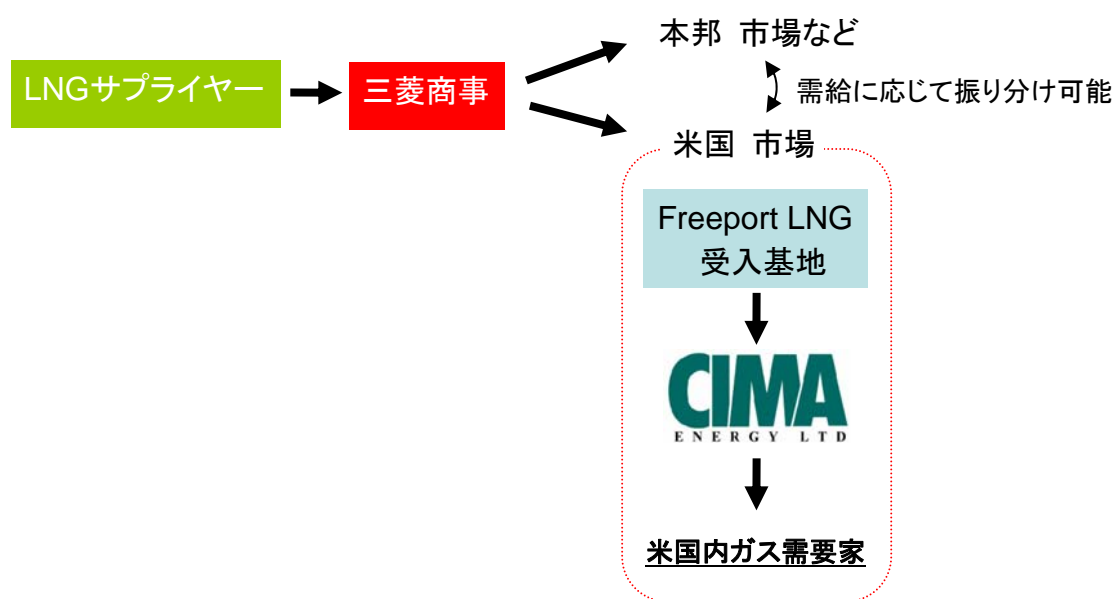 本邦 市場など
LNGサプライヤー
三菱商事
需給に応じて振り分け可能
米国 市場
Freeport LNG
受入基地
CIMA
ENERGY LTD
米国内ガス需要家